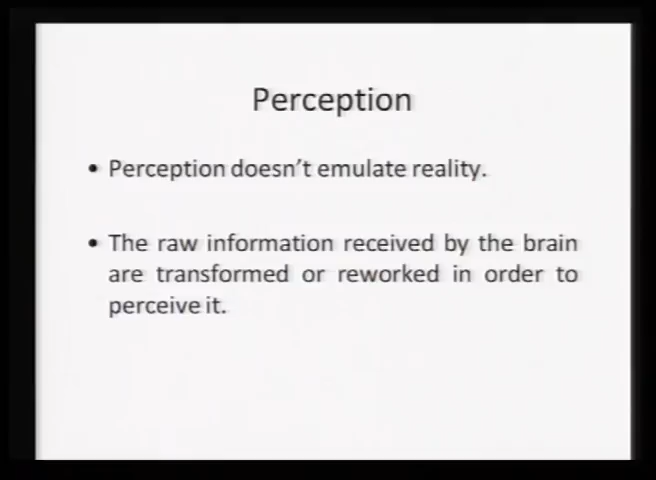 Perception
• Perception doesn't emulate reality.
• The raw information received by the brain
are transformed or reworked in order to
perceive it.